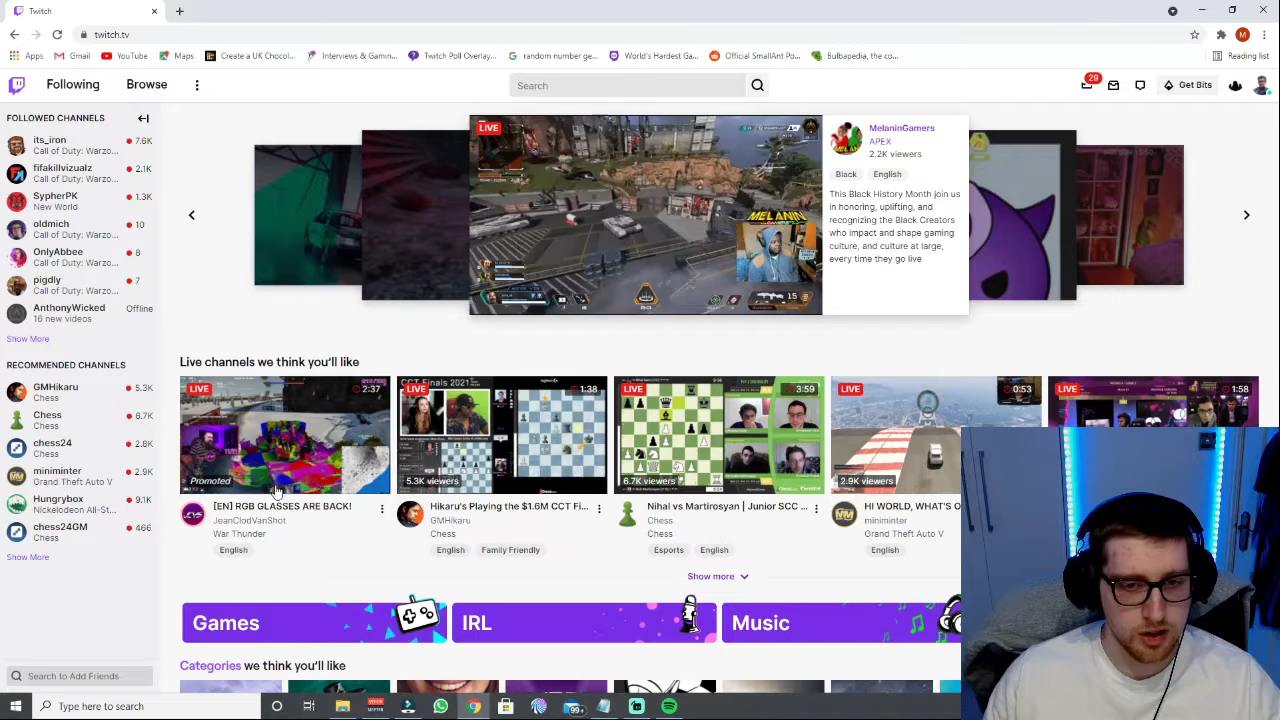 Twitch
twitch.tv
Apps
Gmail
YouTube
Maps
Create a UK Chocol...
Interviews & Gamin...
Twitch Poll Overlay...
random number ge...
World's Hardest Ga...
Official SmallAnt Po...
Bulbapedia, the co...
Reading list
M
Following
Browse
Search
29
Get Bits
FOLLOWED CHANNELS
its_iron
7.6K
Call of Duty: Warzo...
fifakillvizualz
2.1K
Call of Duty: Warzo...
SypherPK
1.3K
New World
oldmich
10
Call of Duty: Warzo...
OnlyAbbee
8
Call of Duty: Warzo...
pigdly
7
Call of Duty: Warzo...
AnthonyWicked
Offline
16 new videos
Show More
RECOMMENDED CHANNELS
GMHikaru
5.3K
Chess
Chess
6.7K
Chess
chess24
2.6K
Chess
miniminter
2.9K
Grand Theft Auto V
Hungrybox
9.1K
Nickelodeon All-St...
chess24GM
466
Show More
Search to Add Friends
LIVE
MELANIN
15
MelaninGamers
APEX
2.2K viewers
Black
English
This Black History Month join us
in honoring, uplifting, and
recognizing the Black Creators
who impact and shape gaming
culture, and culture at large,
every time they go live
Live channels we think you'll like
LIVE
2:37
Promoted
[EN] RGB GLASSES ARE BACK!
JeanClodVanShot
War Thunder
English
LIVE
CCT Finals 2021
1:38
5.3K viewers
Hikaru's Playing the $1.6M CCT Fi...
GMHikaru
Chess
English
Family Friendly
LIVE
3:59
6.7K viewers
Nihal vs Martirosyan | Junior SCC ...
Chess
Chess
Esports
English
LIVE
0:53
2.9K viewers
HI WORLD, WHAT'S O
miniminter
Grand Theft Auto V
English
LIVE
1:58
Show more
Games
IRL
Music
Categories we think you'll like
Type here to search
99+